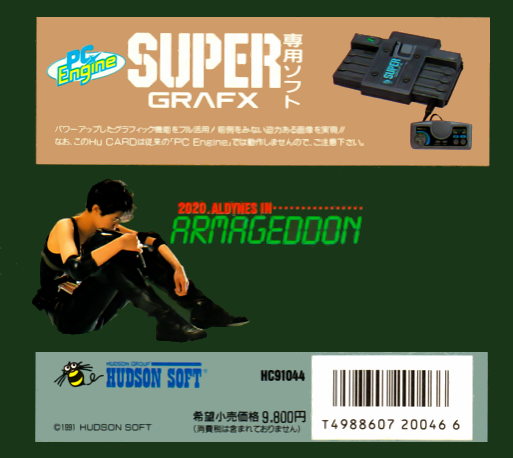 PC Engine
SUPER
GRAFX
専用ソフト
パワーアップしたグラフィック機能をフル活用!前例をみない迫力ある画像を実現!!
なお、このHu CARDは従来の「PC Engine」では動作しませんので、ご注意下さい。
2020. ALDYNES IN
ARMAGEDDON
HUDSON GROUP
HUDSON SOFT
HC91044
希望小売価格 9.800円
(消費税は含まれておりません)
©1991 HUDSON SOFT
T4988607 20046 6